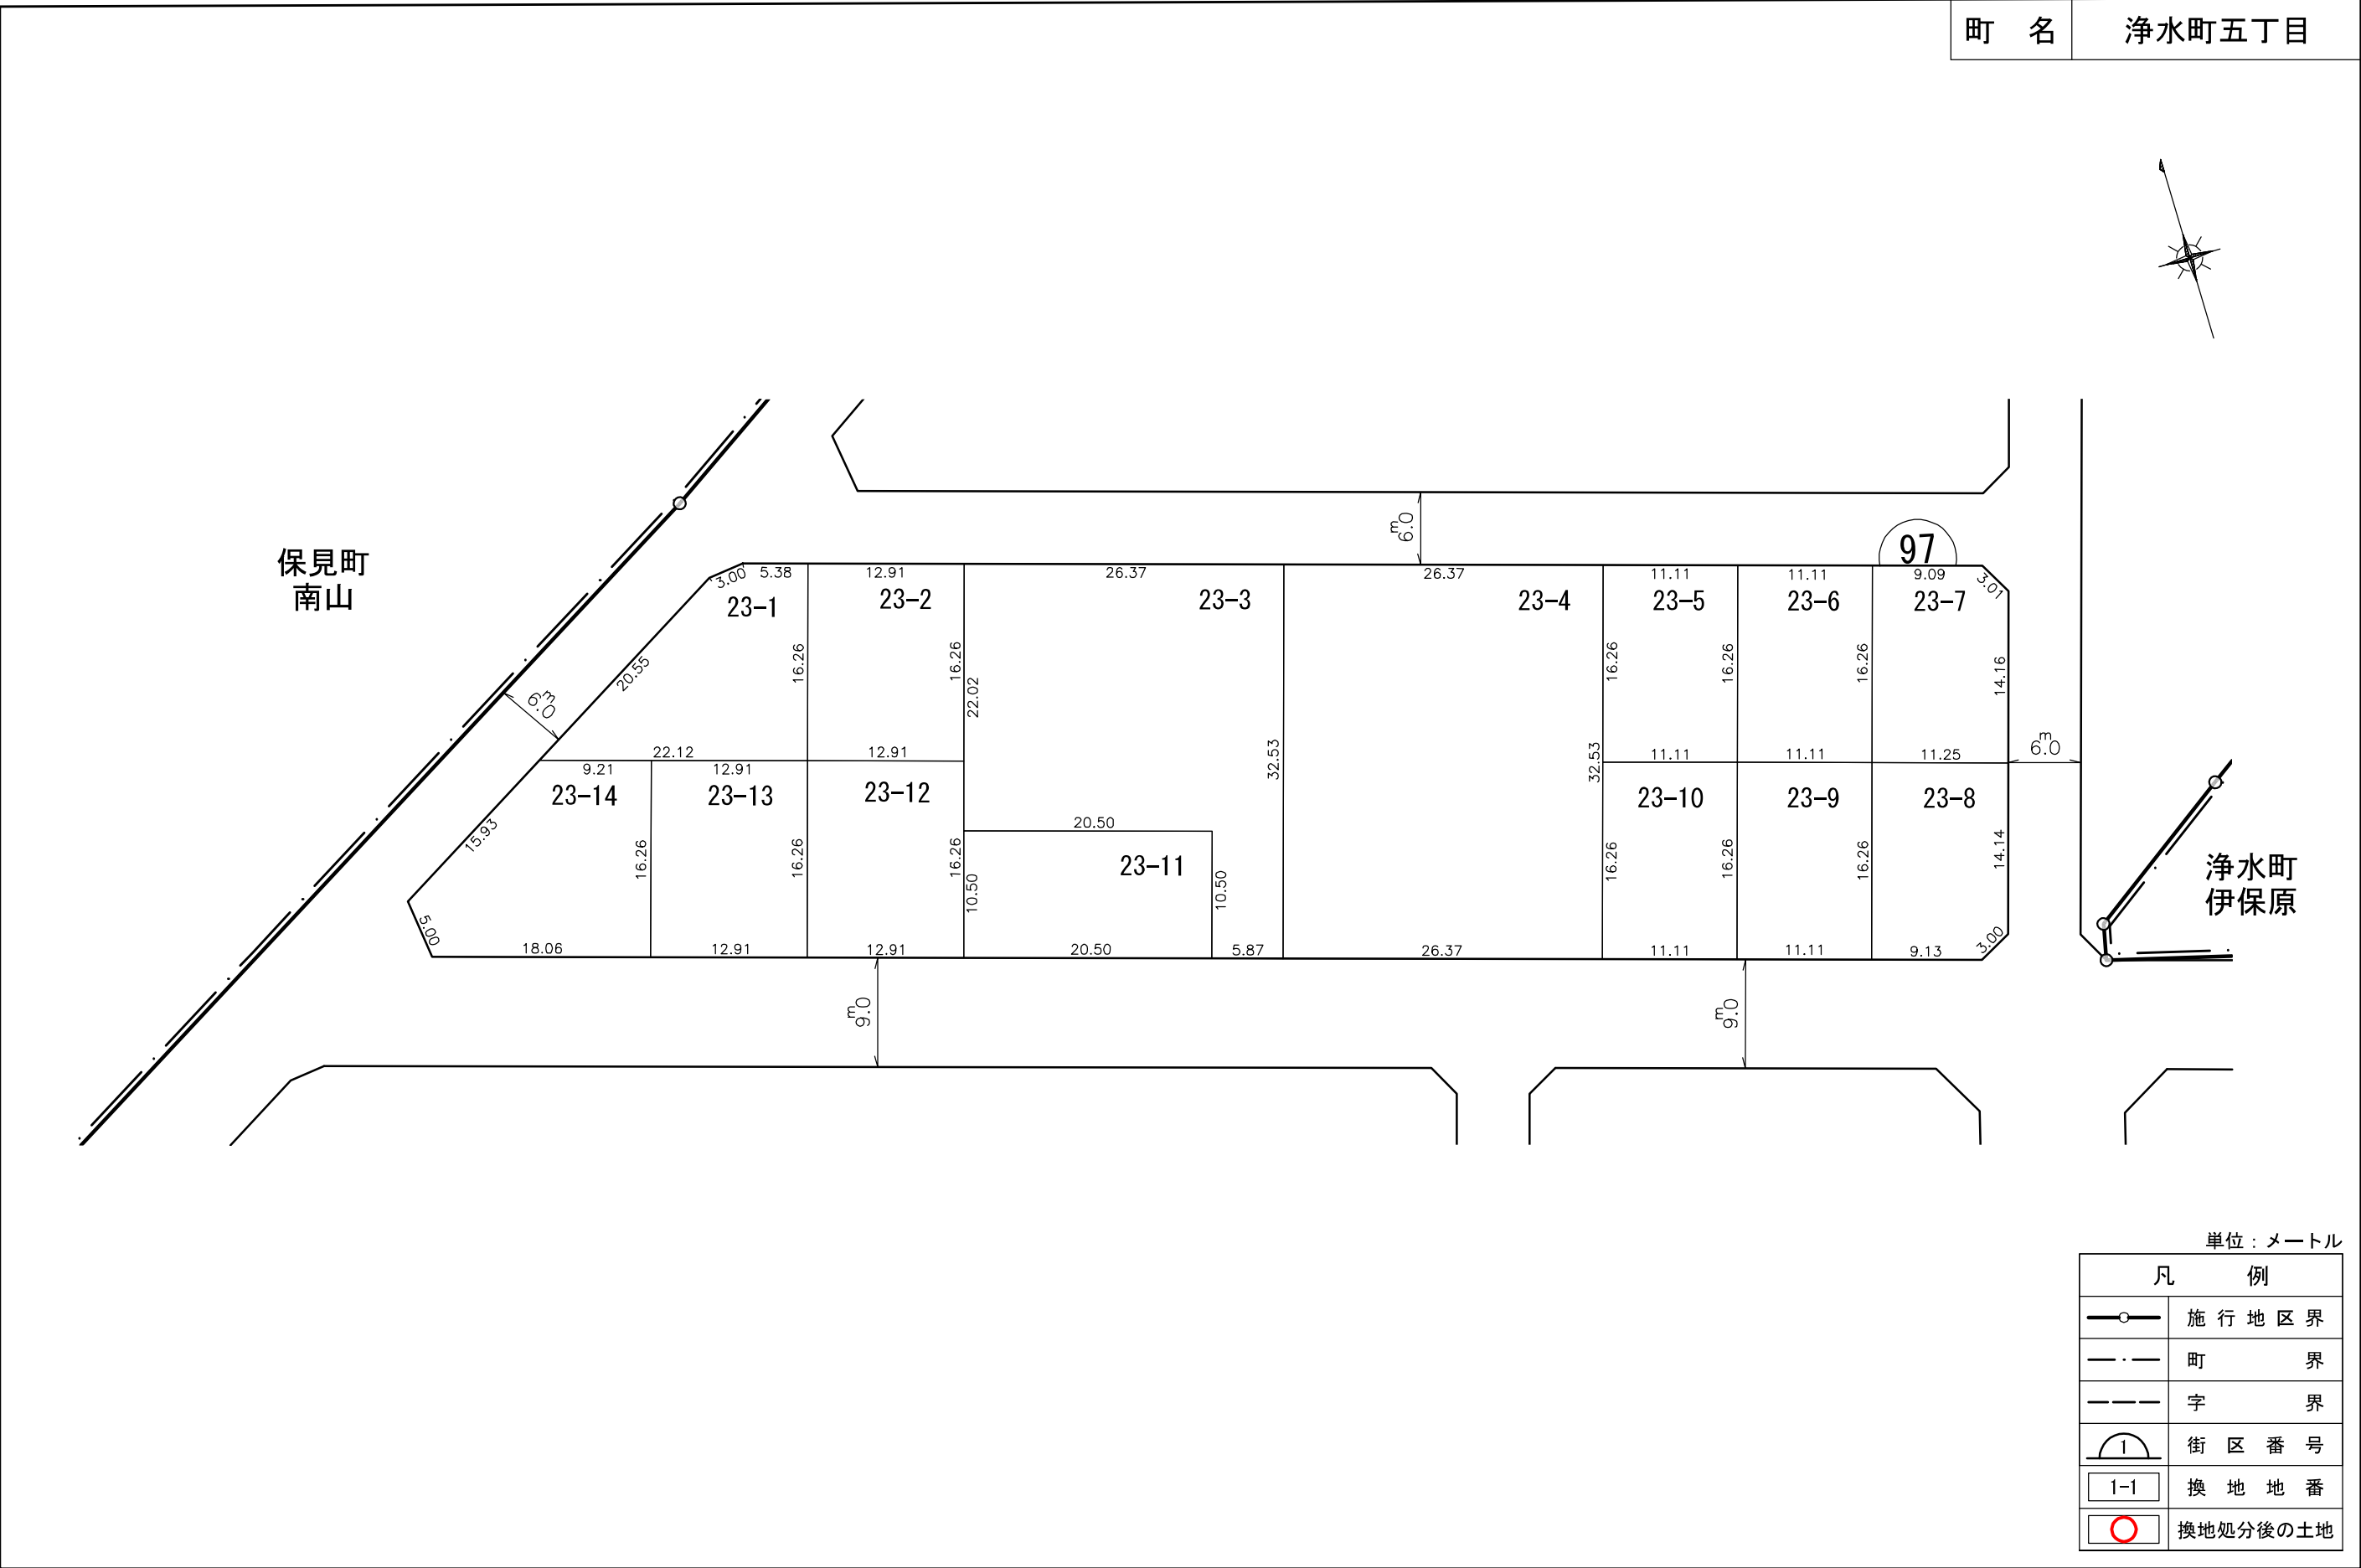 町 名 浄水町五丁目
保見町
南山
6.0m
97
3.00 5.38 12.91 26.37 26.37 11.11 11.11 9.09 3.01
23-1 23-2 23-3 23-4 23-5 23-6 23-7
20.55 16.26 16.26 22.02 16.26 16.26 16.26 14.16
6.0m
22.12 12.91 32.53 32.53 11.11 11.11 11.25 6.0m
9.21 12.91
23-14 23-13 23-12 23-10 23-9 23-8
20.50
15.93 16.26 16.26 16.26 10.50 23-11 10.50 16.26 16.26 16.26 14.14
浄水町
伊保原
5.00 18.06 12.91 12.91 20.50 5.87 26.37 11.11 11.11 9.13 3.00
9.0m 9.0m
単位:メートル
凡 例
施行地区界
町 界
字 界
1 街区番号
1-1 換地地番
換地処分後の土地